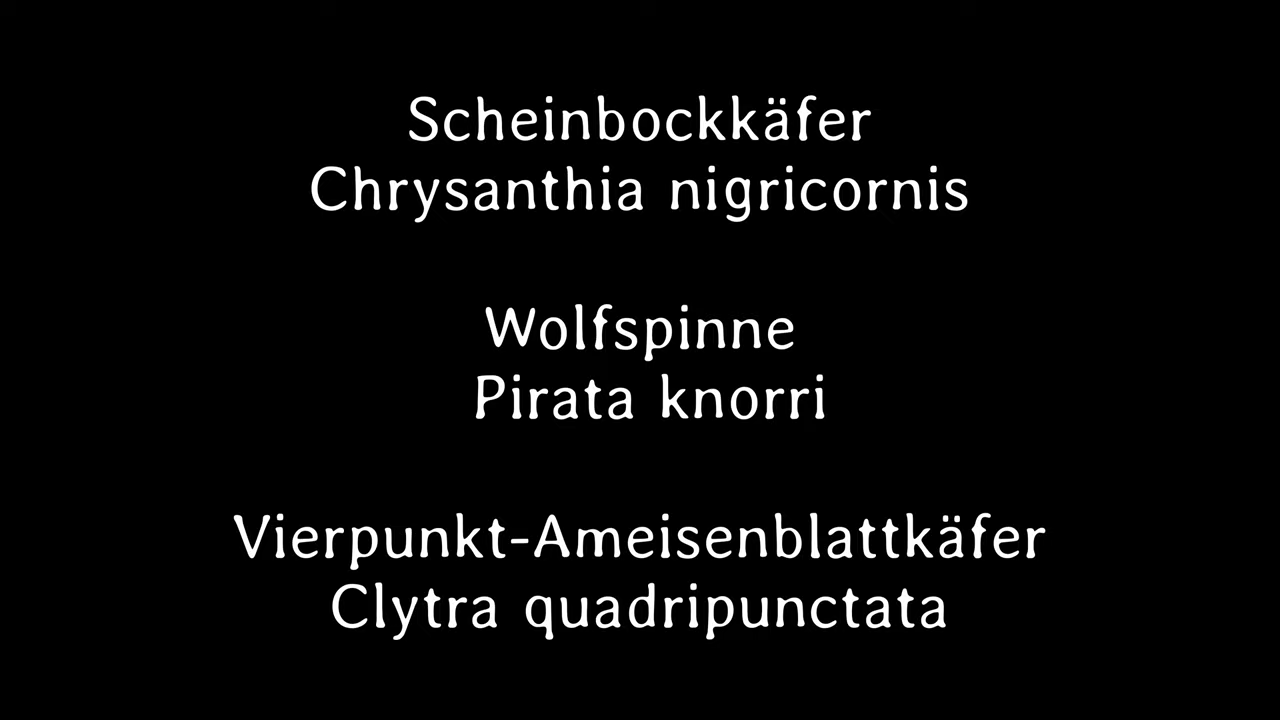 Scheinbockkäfer
Chrysanthia nigricornis
Wolfspinne
Pirata knorri
Vierpunkt-Ameisenblattkäfer
Clytra quadripunctata